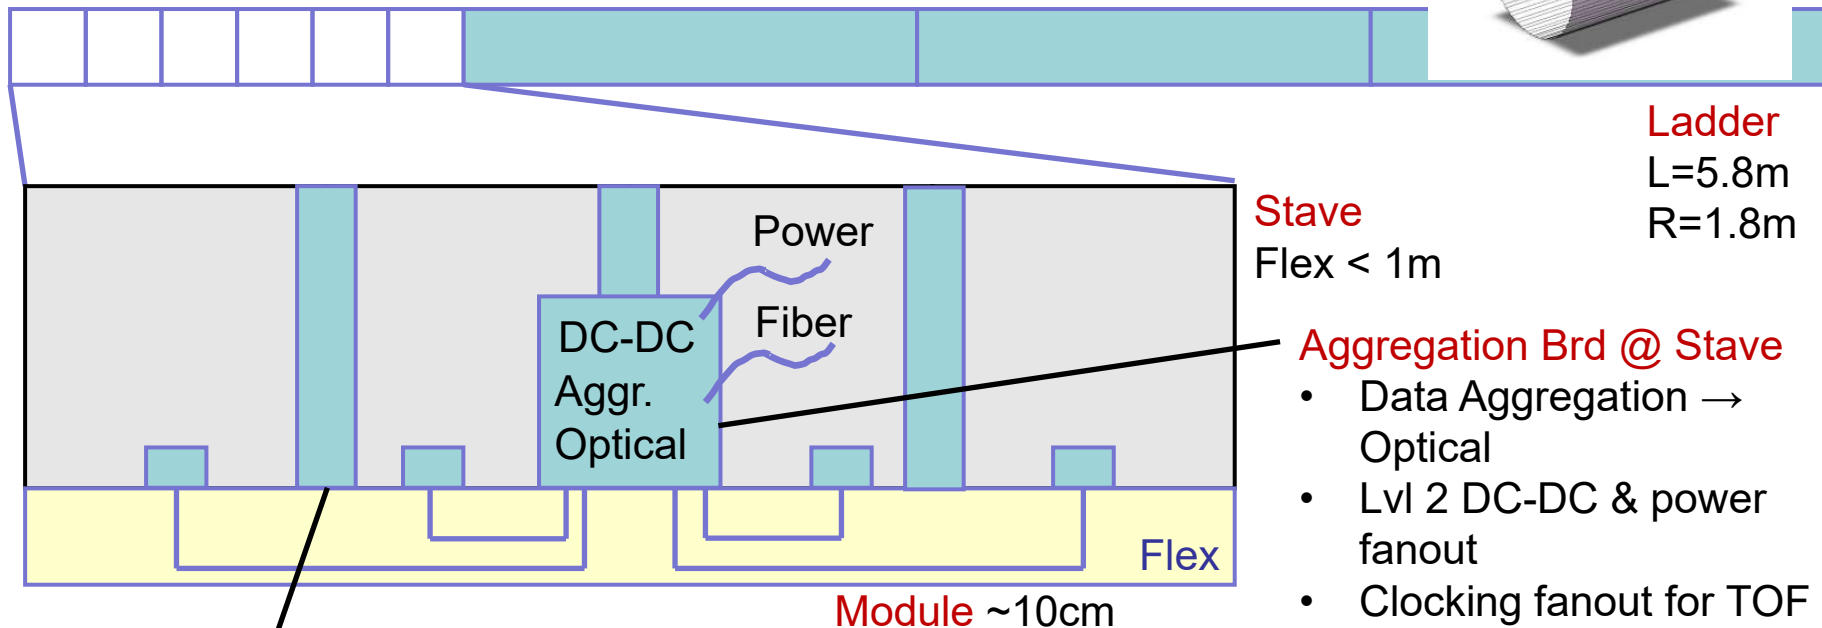 Ladder
L=5.8m
R=1.8m
Stave
Flex < 1m
Power
Fiber
DC-DC
Aggr.
Optical
Aggregation Brd @ Stave
• Data Aggregation →
Optical
• Lvl 2 DC-DC & power
fanout
• Clocking fanout for TOF
Flex
Module ~10cm